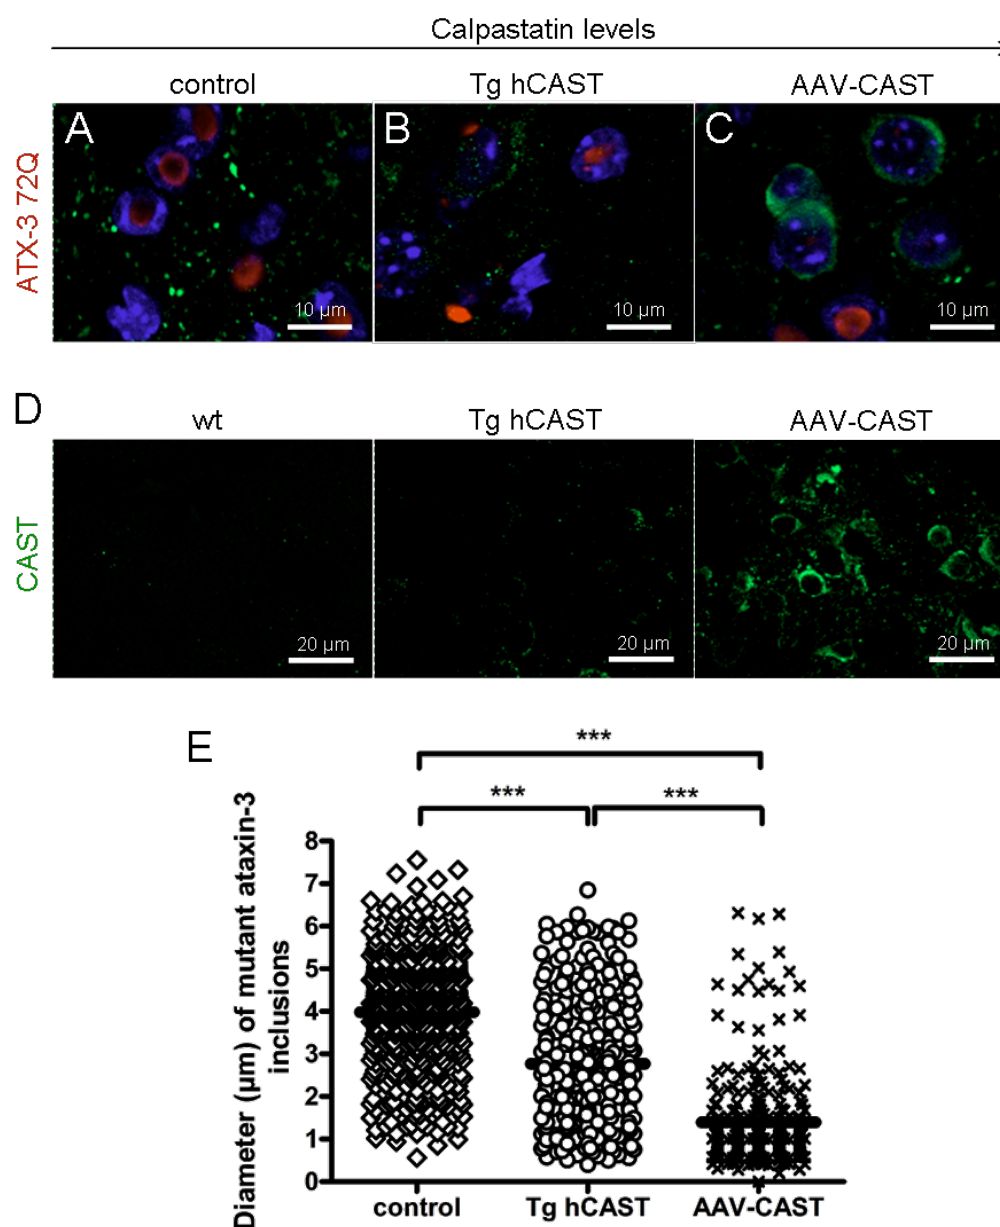 Calpastatin levels
control Tg hCAST AAV-CAST
ATX-3 72Q
A B C
10 µm 10 µm 10 µm
D
wt Tg hCAST AAV-CAST
CAST
20 µm 20 µm 20 µm
E
***
*** ***
Diameter (µm) of mutant ataxin-3
inclusions
8
7
6
5
4
3
2
1
0
control Tg hCAST AAV-CAST